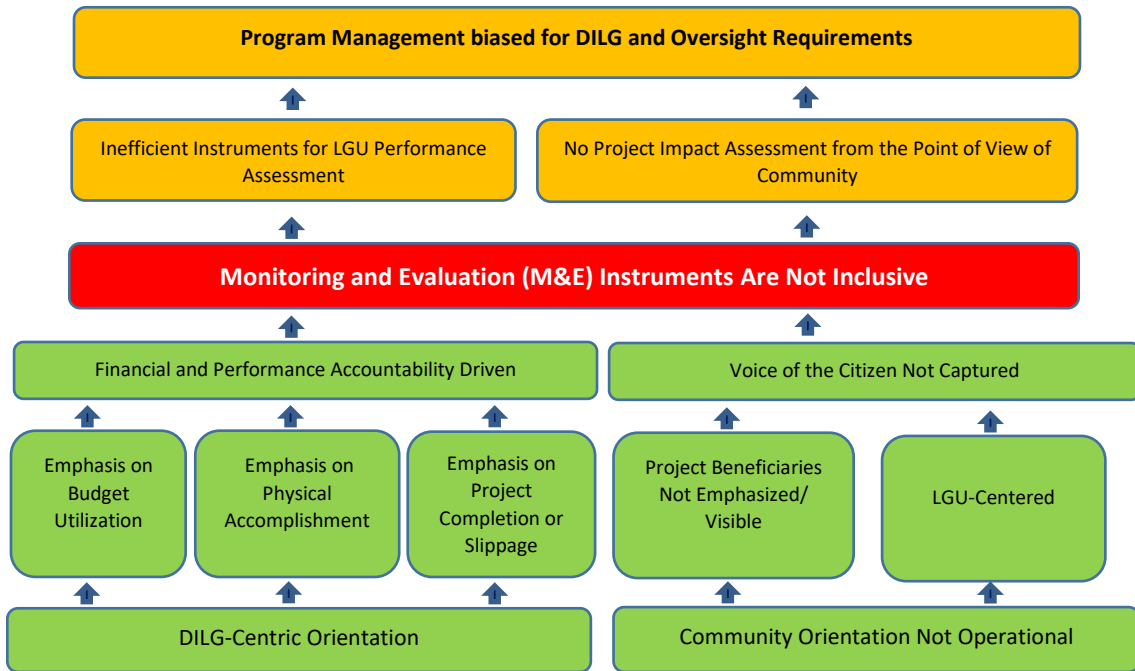 Program Management biased for DILG and Oversight Requirements
Inefficient Instruments for LGU Performance
Assessment
No Project Impact Assessment from the Point of View of
Community
Monitoring and Evaluation (M&E) Instruments Are Not Inclusive
Financial and Performance Accountability Driven
Voice of the Citizen Not Captured
Emphasis on
Budget
Utilization
Emphasis on
Physical
Accomplishment
Emphasis on
Project
Completion or
Slippage
Project Beneficiaries
Not Emphasized/
Visible
LGU-Centered
DILG-Centric Orientation
Community Orientation Not Operational